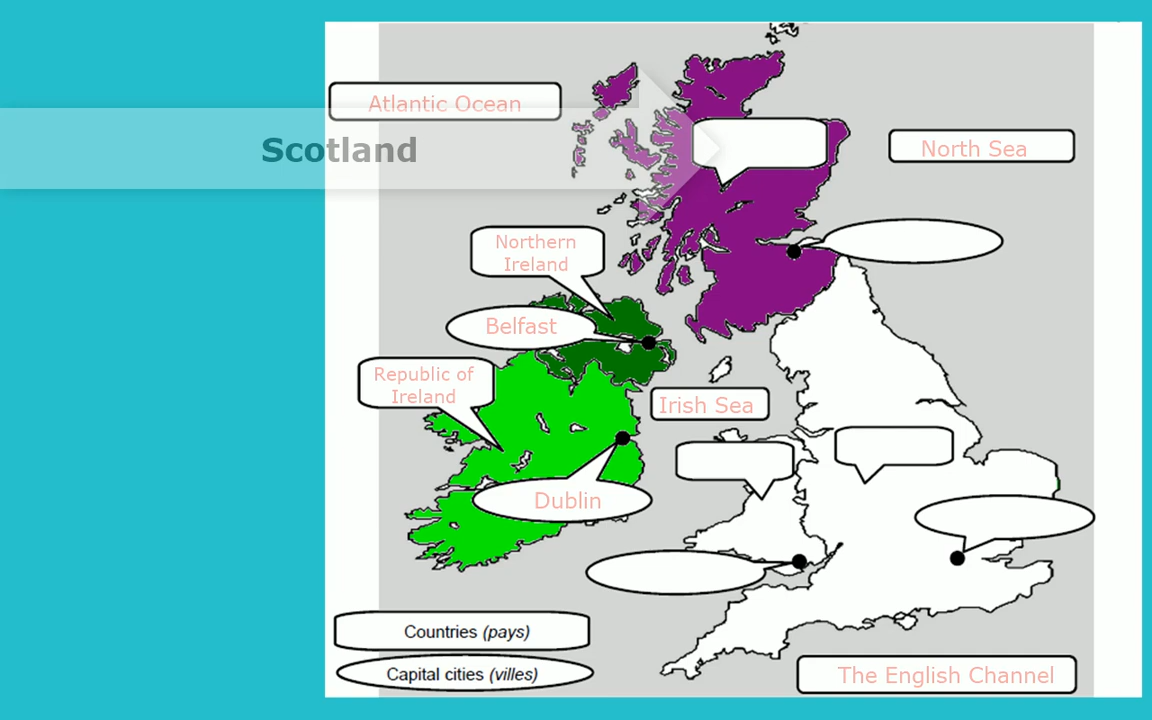 Atlantic Ocean
Scotland
North Sea
Northern
Ireland
Belfast
Republic of
Ireland
Irish Sea
Dublin
Countries (pays)
Capital cities (villes)
The English Channel